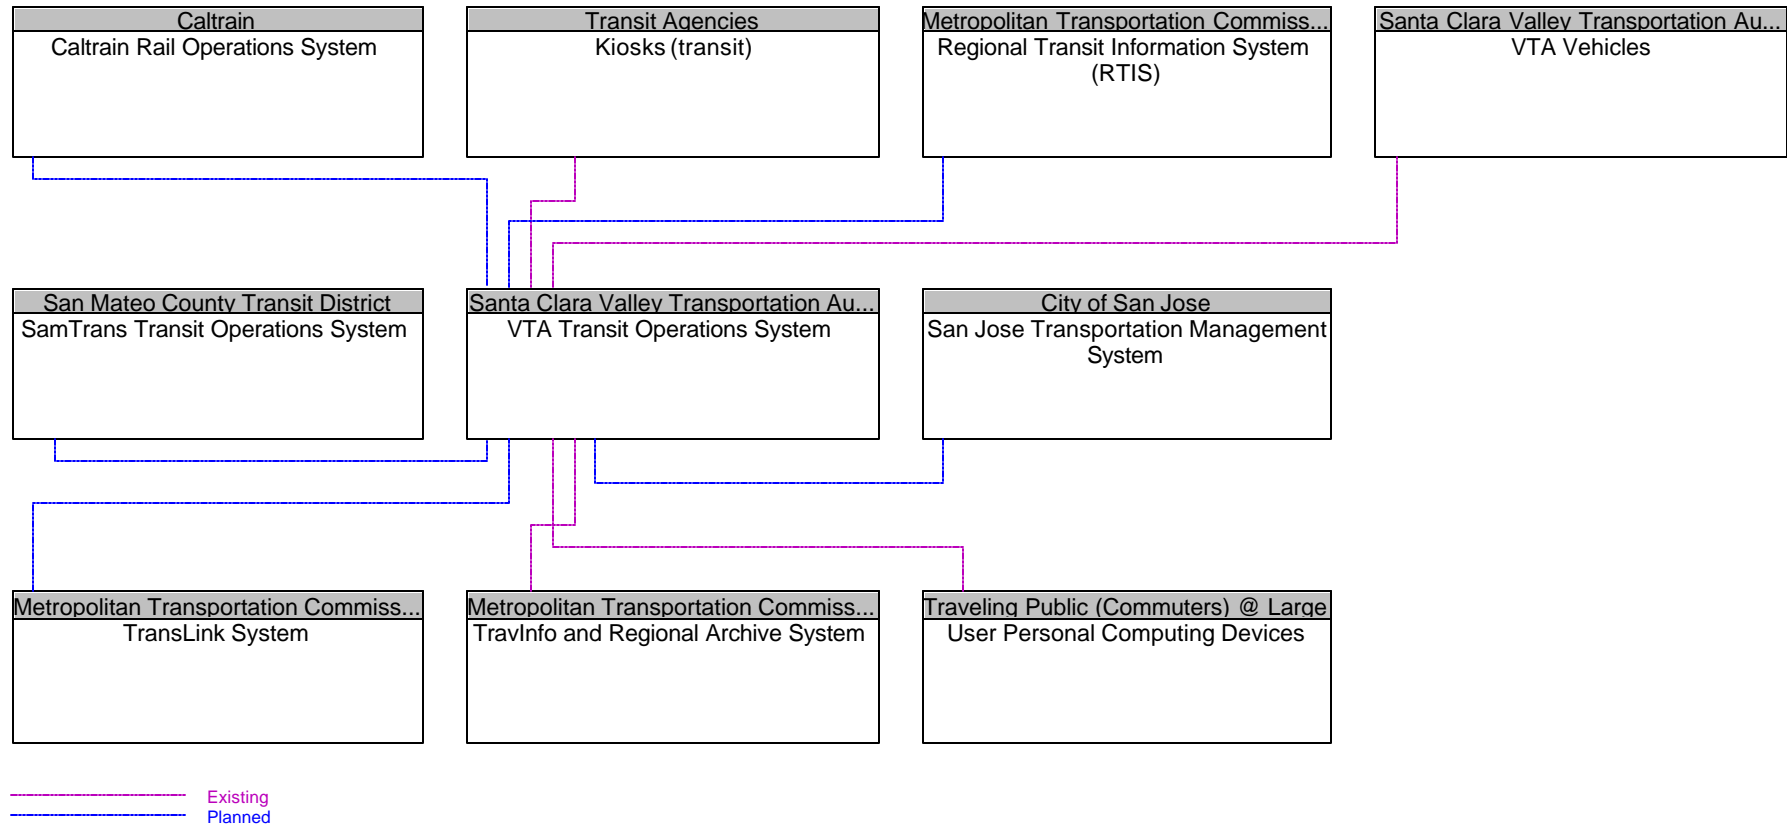 Caltrain
Caltrain Rail Operations System
Transit Agencies
Kiosks (transit)
Metropolitan Transportation Commiss...
Regional Transit Information System
(RTIS)
Santa Clara Valley Transportation Au...
VTA Vehicles
San Mateo County Transit District
SamTrans Transit Operations System
Santa Clara Valley Transportation Au...
VTA Transit Operations System
City of San Jose
San Jose Transportation Management
System
Metropolitan Transportation Commiss...
TransLink System
Metropolitan Transportation Commiss...
TravInfo and Regional Archive System
Traveling Public (Commuters) @ Large
User Personal Computing Devices
Existing
Planned